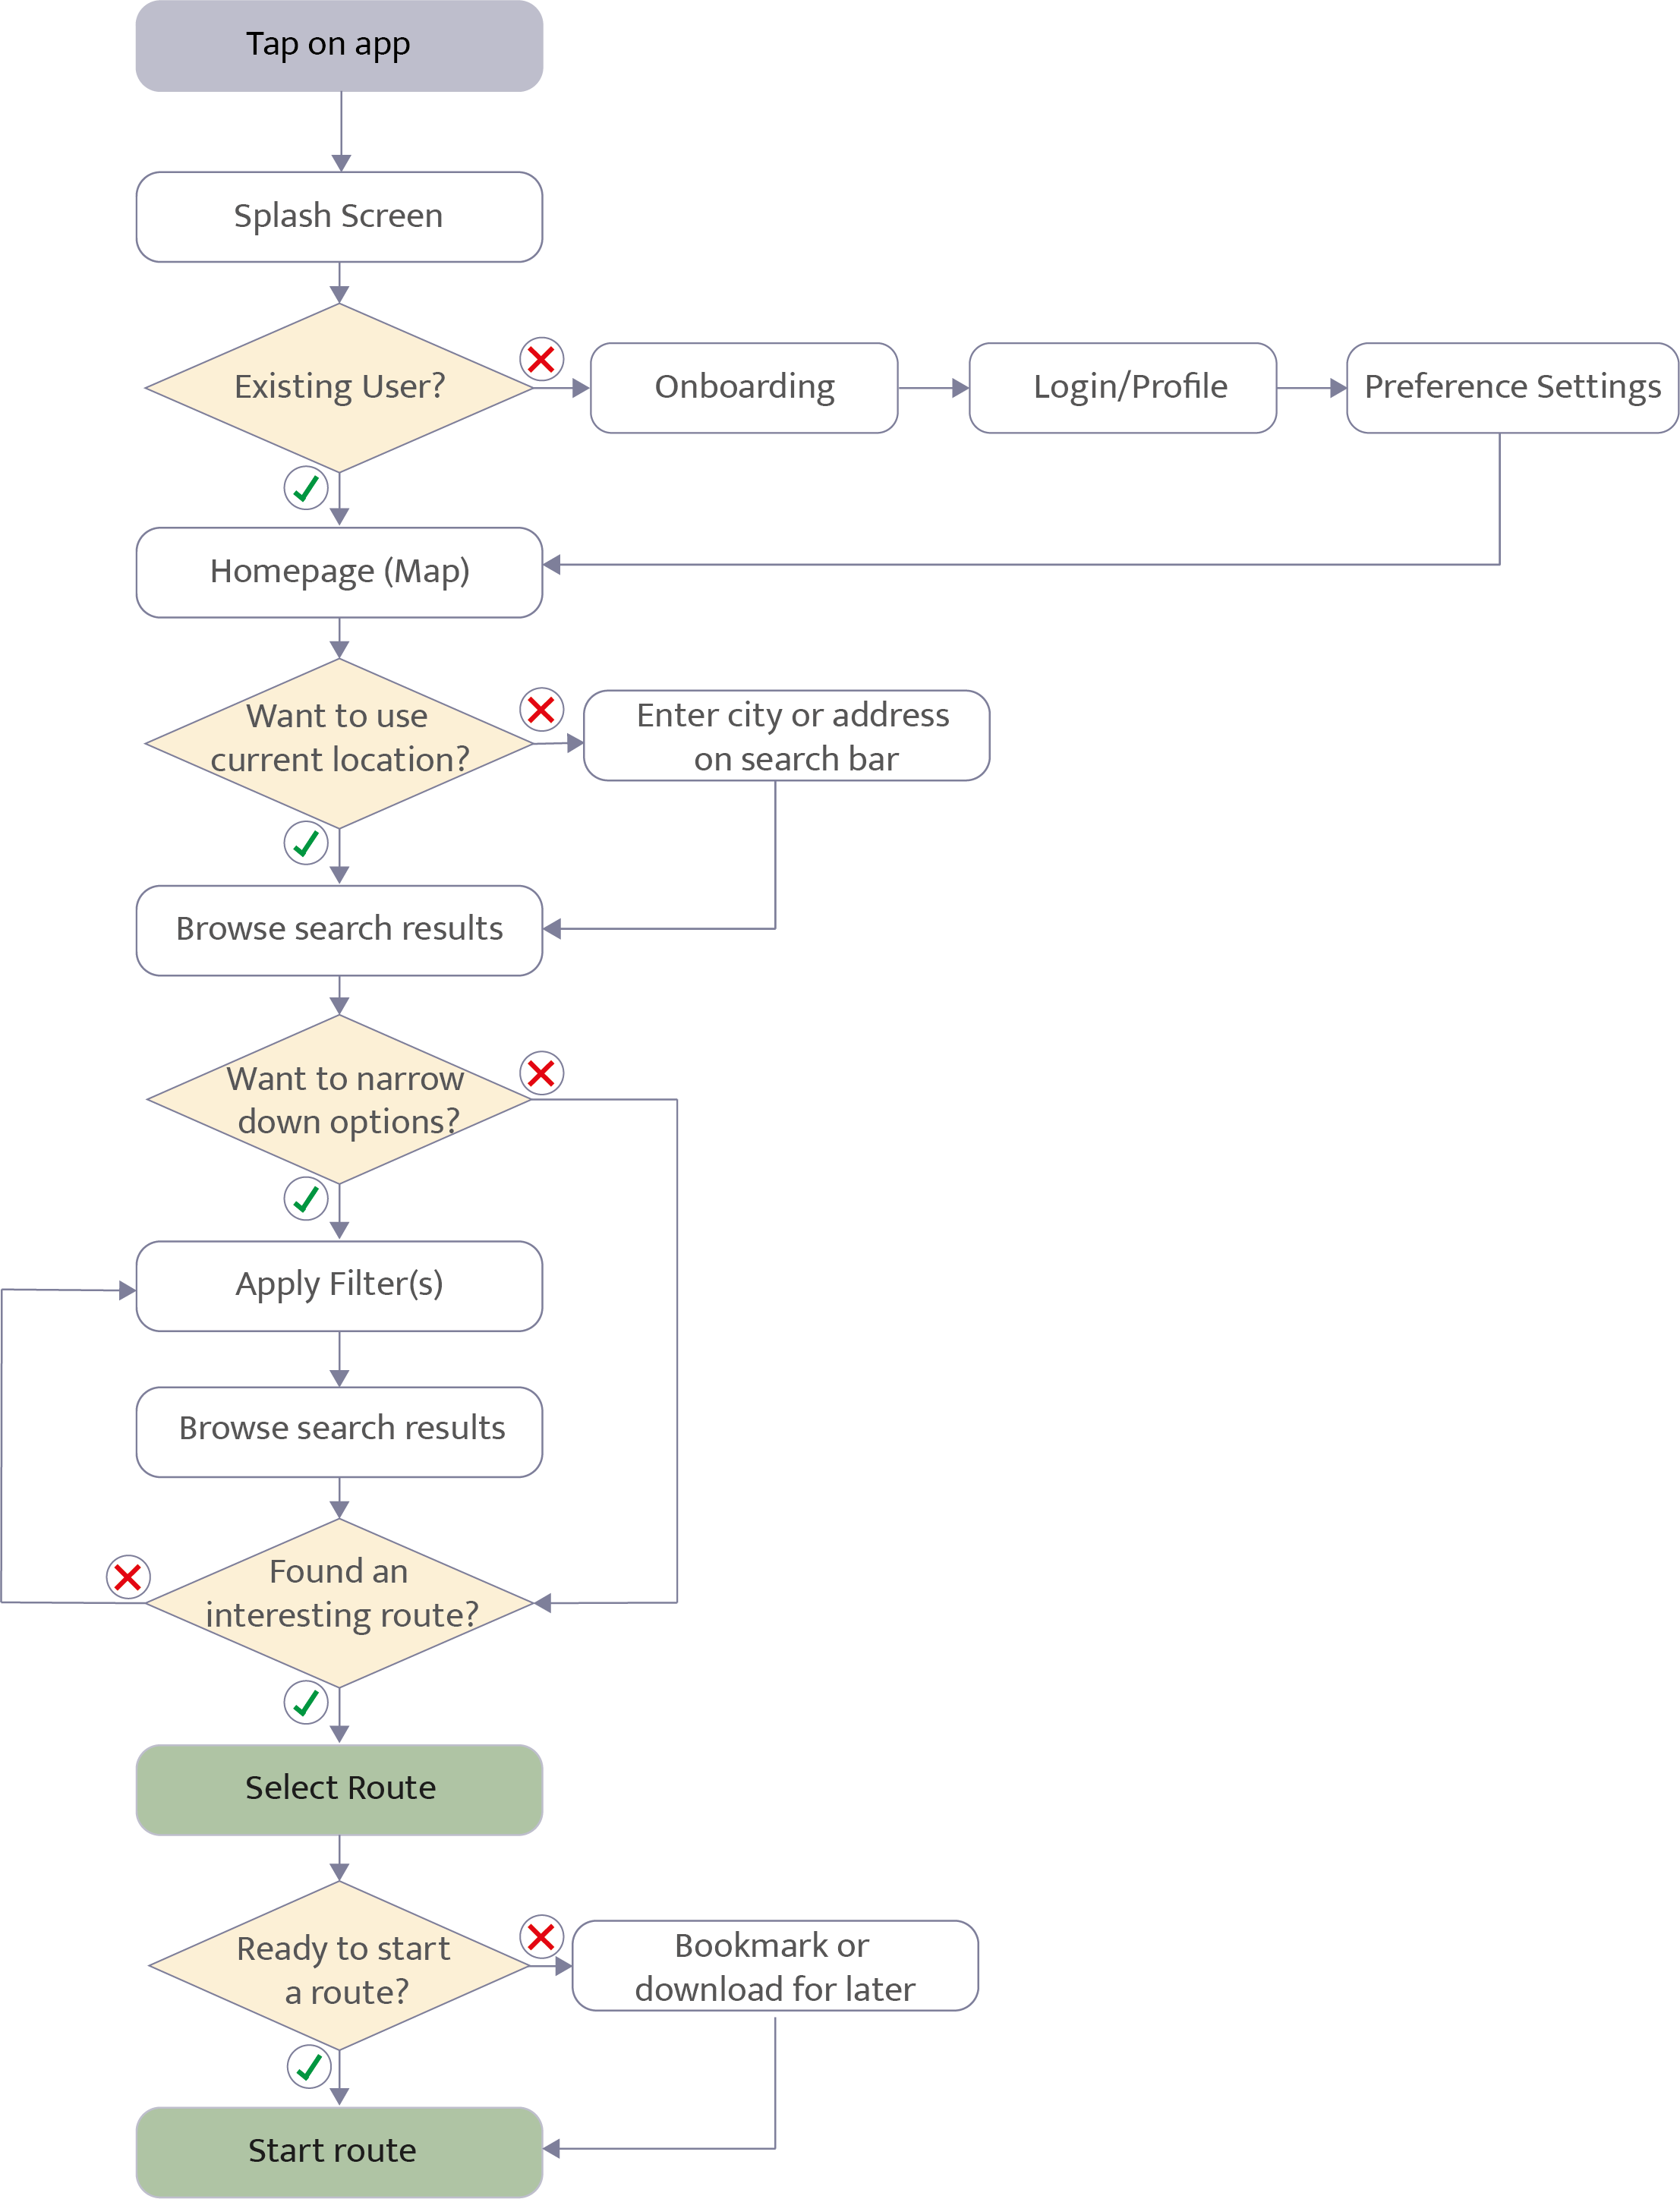 Tap on app
Splash Screen
Existing User?
Onboarding
Login/Profile
Preference Settings
Homepage (Map)
Want to use
current location?
Enter city or address
on search bar
Browse search results
Want to narrow
down options?
Apply Filter(s)
Browse search results
Found an
interesting route?
Select Route
Ready to start
a route?
Bookmark or
download for later
Start route